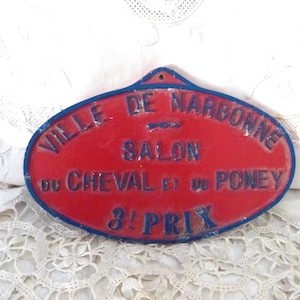 VILLE DE NARBONNE
SALON
DU CHEVAL ET DU PONEY
3E PRIX